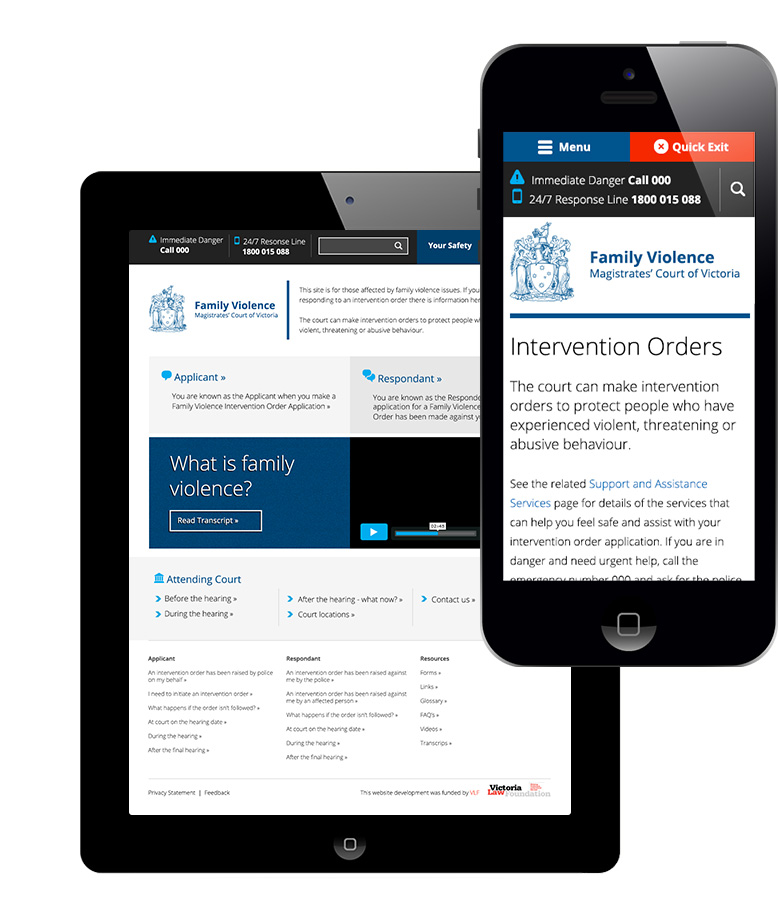 Immediate Danger
Call 000
24/7 Resonse Line
1800 015 088
Your Safety
Family Violence
Magistrates' Court of Victoria
This site is for those affected by family violence issues. If you
responding to an intervention order there is information here
The court can make intervention orders to protect people w
violent, threatening or abusive behaviour.
Applicant »
You are known as the Applicant when you make a
Family Violence Intervention Order Application »
Respondant »
You are known as the Responde
application for a Family Violence
Order has been made against yo
What is family
violence?
Read Transcript »
02:45
Attending Court
Before the hearing »
During the hearing »
After the hearing - what now? »
Court locations »
Contact us »
Applicant
An intervention order has been raised by police
on my behalf »
I need to initiate an intervention order »
What happens if the order isn't followed? »
At court on the hearing date »
During the hearing »
After the final hearing »
Respondant
An intervention order has been raised against
me by the police »
An intervention order has been raised against
me by an affected person »
What happens if the order isn't followed? »
At court on the hearing date »
During the hearing »
After the final hearing »
Resources
Forms »
Links »
Glossary »
FAQ's »
Videos »
Transcrips »
Privacy Statement | Feedback
This website development was funded by VLF
Victoria
Law Foundation
Menu
Quick Exit
Immediate Danger Call 000
24/7 Response Line 1800 015 088
Family Violence
Magistrates' Court of Victoria
Intervention Orders
The court can make intervention
orders to protect people who have
experienced violent, threatening or
abusive behaviour.
See the related Support and Assistance
Services page for details of the services that
can help you feel safe and assist with your
intervention order application. If you are in
danger and need urgent help, call the
emergency number 000 and ask for the police